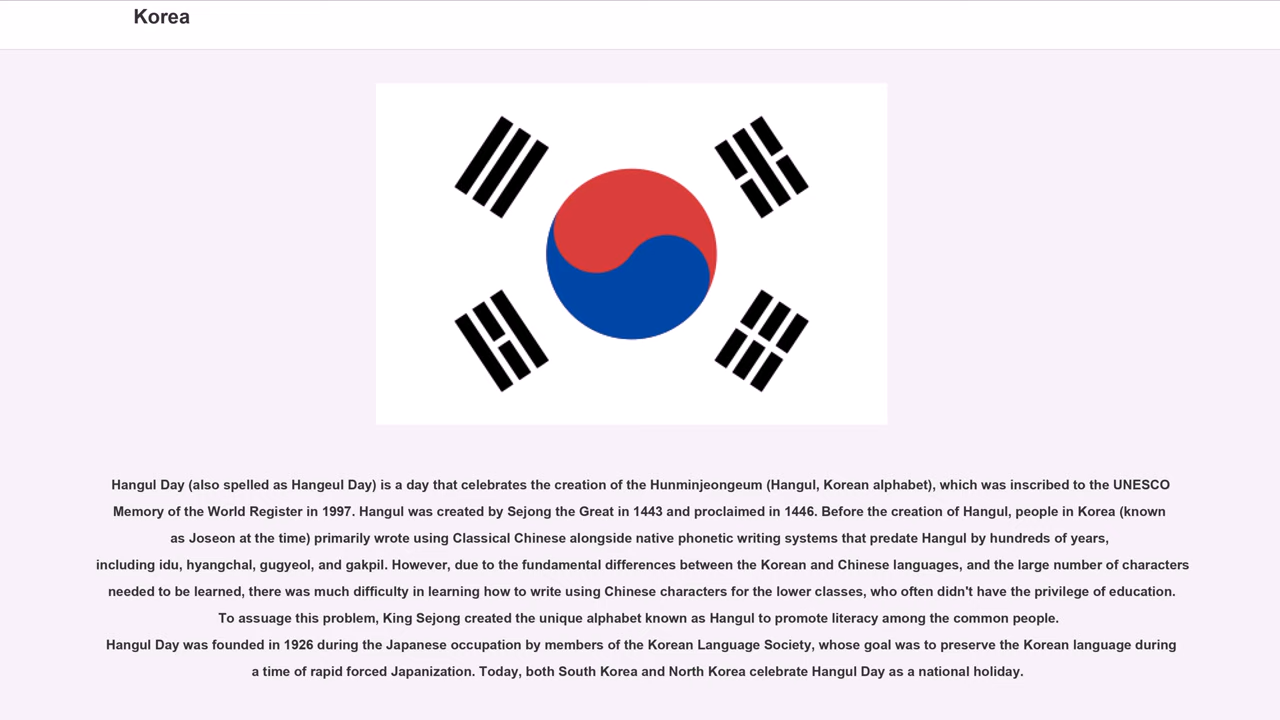 Korea
Hangul Day (also spelled as Hangeul Day) is a day that celebrates the creation of the Hunminjeongeum (Hangul, Korean alphabet), which was inscribed to the UNESCO
Memory of the World Register in 1997. Hangul was created by Sejong the Great in 1443 and proclaimed in 1446. Before the creation of Hangul, people in Korea (known
as Joseon at the time) primarily wrote using Classical Chinese alongside native phonetic writing systems that predate Hangul by hundreds of years,
including idu, hyangchal, gugyeol, and gakpil. However, due to the fundamental differences between the Korean and Chinese languages, and the large number of characters
needed to be learned, there was much difficulty in learning how to write using Chinese characters for the lower classes, who often didn't have the privilege of education.
To assuage this problem, King Sejong created the unique alphabet known as Hangul to promote literacy among the common people.
Hangul Day was founded in 1926 during the Japanese occupation by members of the Korean Language Society, whose goal was to preserve the Korean language during
a time of rapid forced Japanization. Today, both South Korea and North Korea celebrate Hangul Day as a national holiday.